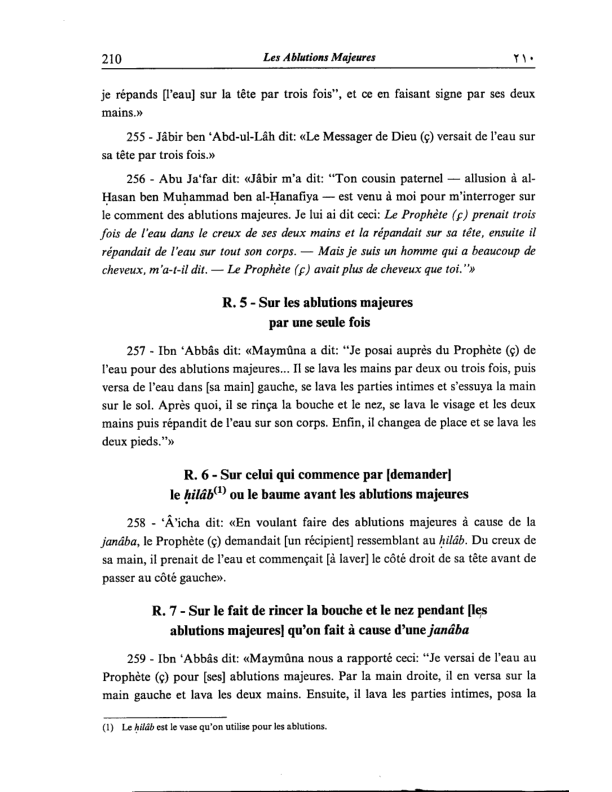 210 Les Ablutions Majeures ٢١٠
je répands [l'eau] sur la tête par trois fois", et ce en faisant signe par ses deux
mains.»
255 - Jâbir ben ‘Abd-ul-Lâh dit: «Le Messager de Dieu (ç) versait de l'eau sur
sa tête par trois fois.»
256 - Abu Ja‘far dit: «Jâbir m'a dit: “Ton cousin paternel — allusion à al-
Ḥasan ben Muḥammad ben al-Ḥanafiya — est venu à moi pour m'interroger sur
le comment des ablutions majeures. Je lui ai dit ceci: Le Prophète (ç) prenait trois
fois de l'eau dans le creux de ses deux mains et la répandait sur sa tête, ensuite il
répandait de l'eau sur tout son corps. — Mais je suis un homme qui a beaucoup de
cheveux, m'a-t-il dit. — Le Prophète (ç) avait plus de cheveux que toi.”»
R. 5 - Sur les ablutions majeures
par une seule fois
257 - Ibn ‘Abbâs dit: «Maymûna a dit: “Je posai auprès du Prophète (ç) de
l'eau pour des ablutions majeures... Il se lava les mains par deux ou trois fois, puis
versa de l'eau dans [sa main] gauche, se lava les parties intimes et s'essuya la main
sur le sol. Après quoi, il se rinça la bouche et le nez, se lava le visage et les deux
mains puis répandit de l'eau sur son corps. Enfin, il changea de place et se lava les
deux pieds.”»
R. 6 - Sur celui qui commence par [demander]
le ḥilâb(1) ou le baume avant les ablutions majeures
258 - ‘Â'icha dit: «En voulant faire des ablutions majeures à cause de la
janâba, le Prophète (ç) demandait [un récipient] ressemblant au ḥilâb. Du creux de
sa main, il prenait de l'eau et commençait [à laver] le côté droit de sa tête avant de
passer au côté gauche».
R. 7 - Sur le fait de rincer la bouche et le nez pendant [les
ablutions majeures] qu'on fait à cause d'une janâba
259 - Ibn ‘Abbâs dit: «Maymûna nous a rapporté ceci: “Je versai de l'eau au
Prophète (ç) pour [ses] ablutions majeures. Par la main droite, il en versa sur la
main gauche et lava les deux mains. Ensuite, il lava les parties intimes, posa la
(1) Le ḥilâb est le vase qu'on utilise pour les ablutions.